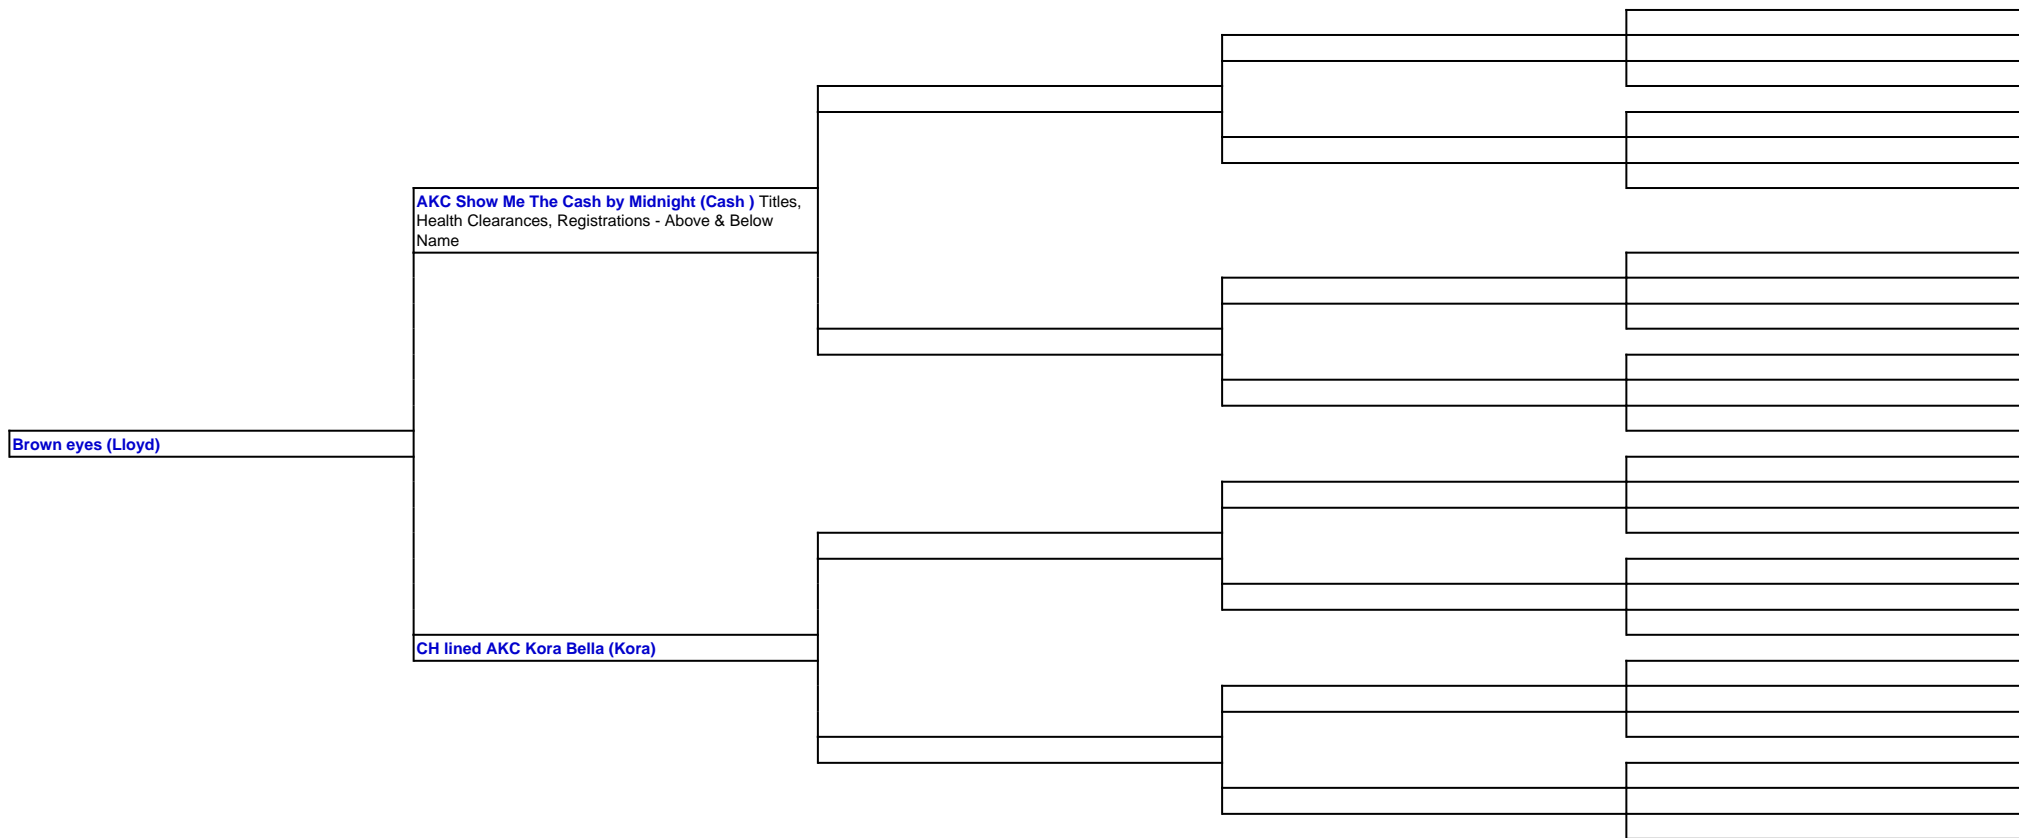 AKC Show Me The Cash by Midnight (Cash ) Titles,
Health Clearances, Registrations - Above & Below
Name
Brown eyes (Lloyd)
CH lined AKC Kora Bella (Kora)